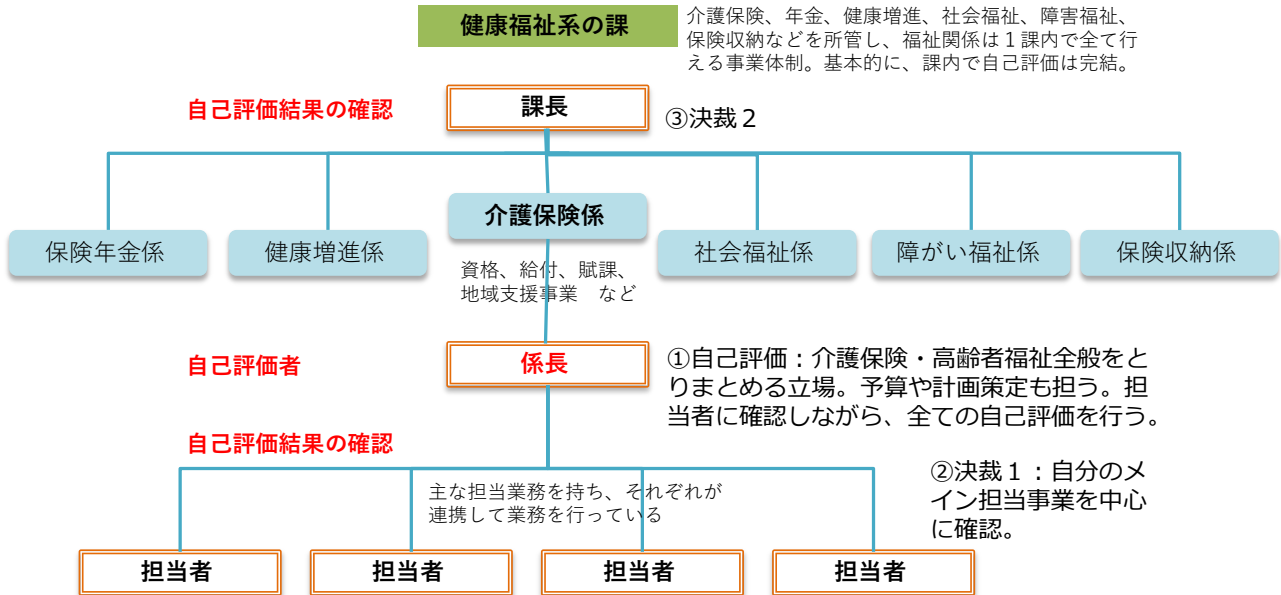 健康福祉系の課
介護保険、年金、健康増進、社会福祉、障害福祉、
保険収納などを所管し、福祉関係は１課内で全て行
える事業体制。基本的に、課内で自己評価は完結。
自己評価結果の確認
課長
③決裁２
保険年金係
健康増進係
介護保険係
社会福祉係
障がい福祉係
保険収納係
資格、給付、賦課、
地域支援事業　など
自己評価者
係長
①自己評価：介護保険・高齢者福祉全般をと
りまとめる立場。予算や計画策定も担う。担
当者に確認しながら、全ての自己評価を行う。
自己評価結果の確認
②決裁１：自分のメ
イン担当事業を中心
に確認。
主な担当業務を持ち、それぞれが
連携して業務を行っている
担当者
担当者
担当者
担当者